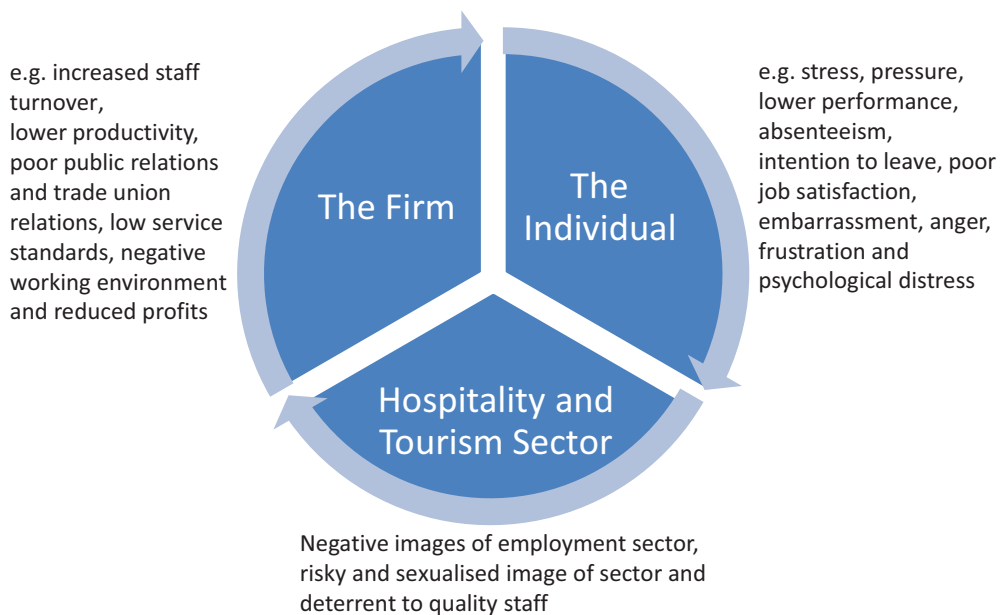 e.g. increased staff
turnover,
lower productivity,
poor public relations
and trade union
relations, low service
standards, negative
working environment
and reduced profits
The Firm
The
Individual
e.g. stress, pressure,
lower performance,
absenteeism,
intention to leave, poor
job satisfaction,
embarrassment, anger,
frustration and
psychological distress
Hospitality and
Tourism Sector
Negative images of employment sector,
risky and sexualised image of sector and
deterrent to quality staff